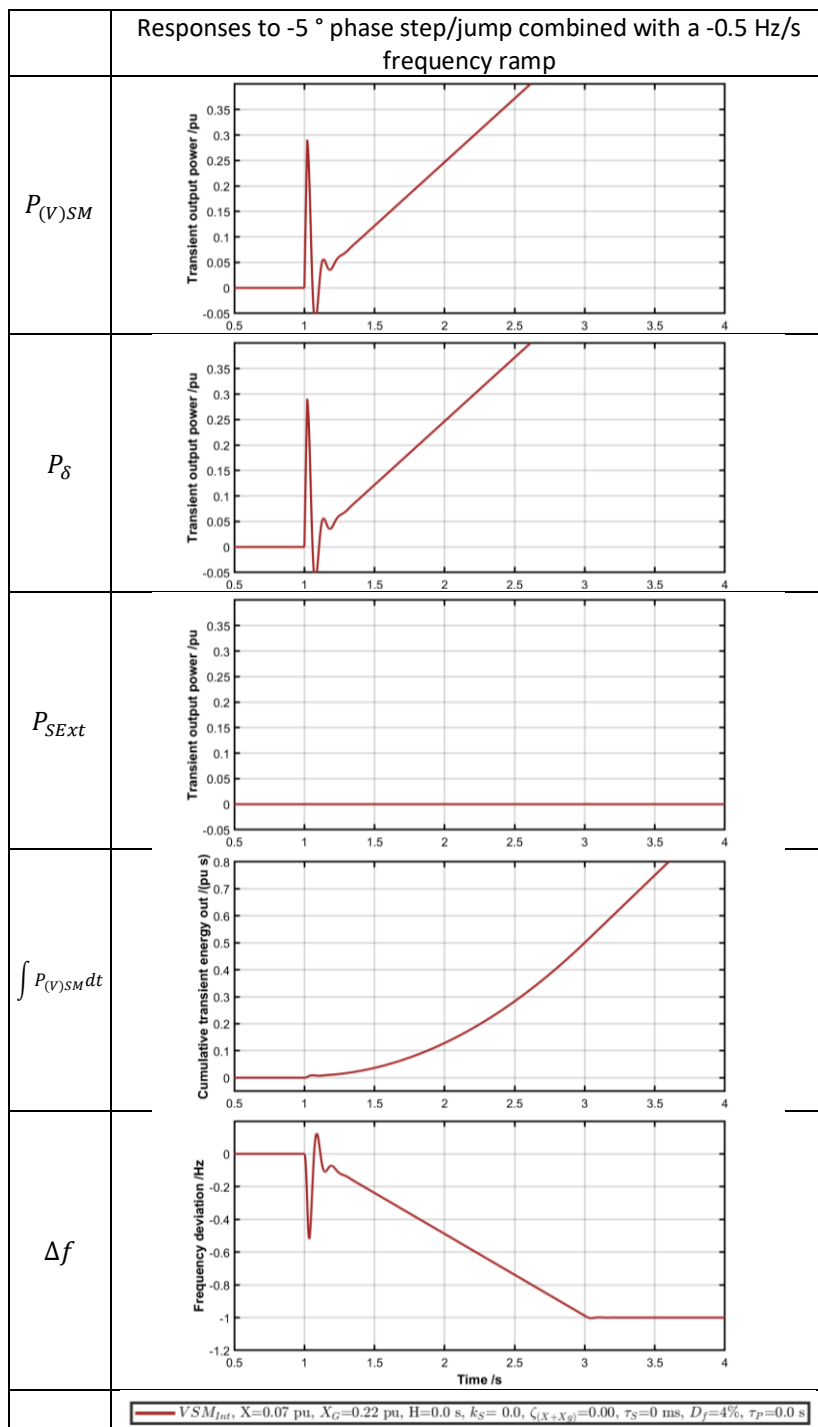 Responses to -5 ° phase step/jump combined with a -0.5 Hz/s
frequency ramp
P(V)SM
Transient output power /pu
0.35
0.3
0.25
0.2
0.15
0.1
0.05
0
-0.05
0.5 1 1.5 2 2.5 3 3.5 4
Pδ
Transient output power /pu
0.35
0.3
0.25
0.2
0.15
0.1
0.05
0
-0.05
0.5 1 1.5 2 2.5 3 3.5 4
PSExt
Transient output power /pu
0.35
0.3
0.25
0.2
0.15
0.1
0.05
0
-0.05
0.5 1 1.5 2 2.5 3 3.5 4
∫ P(V)SM dt
Cumulative transient energy out /(pu s)
0.8
0.7
0.6
0.5
0.4
0.3
0.2
0.1
0
0.5 1 1.5 2 2.5 3 3.5 4
Δf
Frequency deviation /Hz
0
-0.2
-0.4
-0.6
-0.8
-1
-1.2
0.5 1 1.5 2 2.5 3 3.5 4
Time /s
VSMInt, X=0.07 pu, XG=0.22 pu, H=0.0 s, kS= 0.0, ζ(X+Xg)=0.00, τS=0 ms, Df=4%, τP=0.0 s